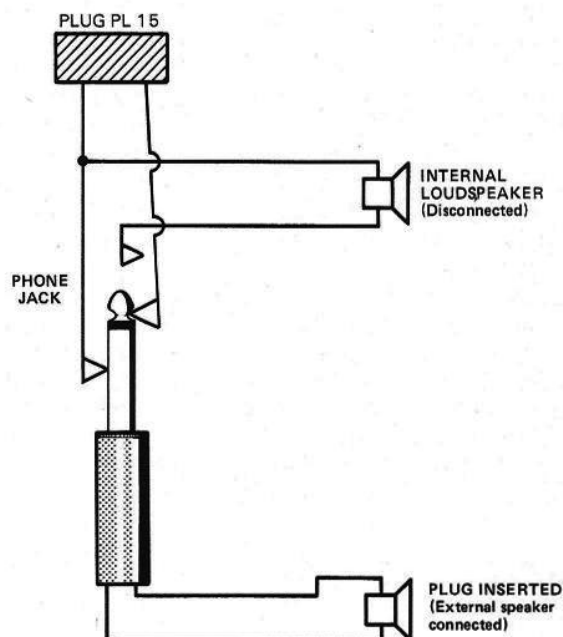 PLUG PL 15
INTERNAL
LOUDSPEAKER
(Disconnected)
PHONE
JACK
PLUG INSERTED
(External speaker
connected)